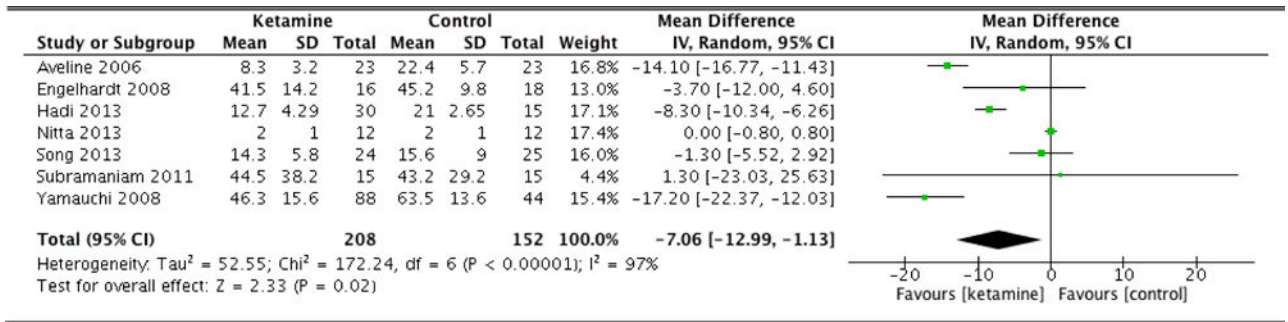 Ketamine Control Mean Difference Mean Difference
Study or Subgroup Mean SD Total Mean SD Total Weight IV, Random, 95% CI IV, Random, 95% CI
Aveline 2006 8.3 3.2 23 22.4 5.7 23 16.8% −14.10 [−16.77, −11.43]
Engelhardt 2008 41.5 14.2 16 45.2 9.8 18 13.0% −3.70 [−12.00, 4.60]
Hadi 2013 12.7 4.29 30 21 2.65 15 17.1% −8.30 [−10.34, −6.26]
Nitta 2013 2 1 12 2 1 12 17.4% 0.00 [−0.80, 0.80]
Song 2013 14.3 5.8 24 15.6 9 25 16.0% −1.30 [−5.52, 2.92]
Subramaniam 2011 44.5 38.2 15 43.2 29.2 15 4.4% 1.30 [−23.03, 25.63]
Yamauchi 2008 46.3 15.6 88 63.5 13.6 44 15.4% −17.20 [−22.37, −12.03]
Total (95% CI) 208 152 100.0% −7.06 [−12.99, −1.13]
Heterogeneity: Tau² = 52.55; Chi² = 172.24, df = 6 (P < 0.00001); I² = 97%
Test for overall effect: Z = 2.33 (P = 0.02)
−20 −10 0 10 20
Favours [ketamine] Favours [control]